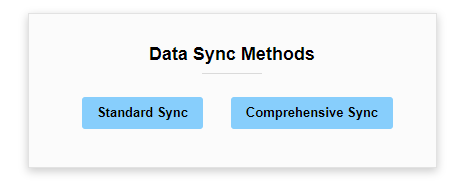 Data Sync Methods
Standard Sync
Comprehensive Sync